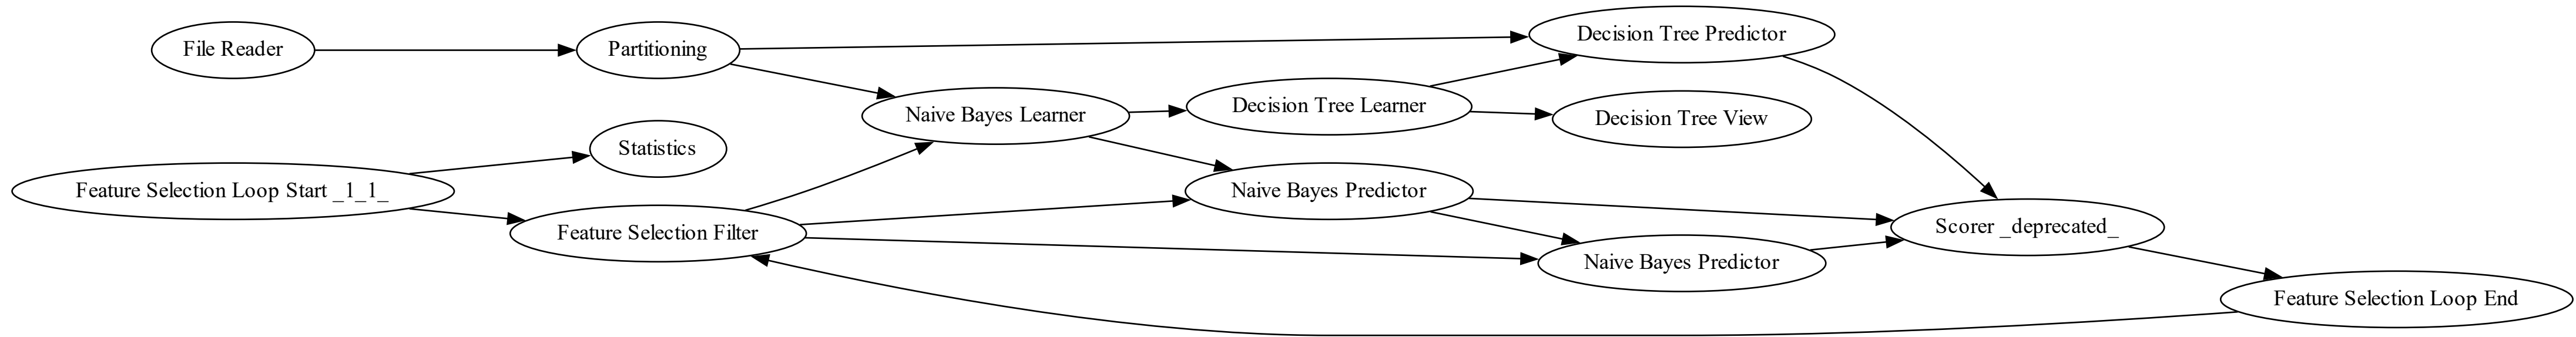 File Reader
Partitioning
Decision Tree Predictor
Naive Bayes Learner
Decision Tree Learner
Decision Tree View
Statistics
Feature Selection Loop Start _1_1_
Feature Selection Filter
Naive Bayes Predictor
Naive Bayes Predictor
Scorer _deprecated_
Feature Selection Loop End